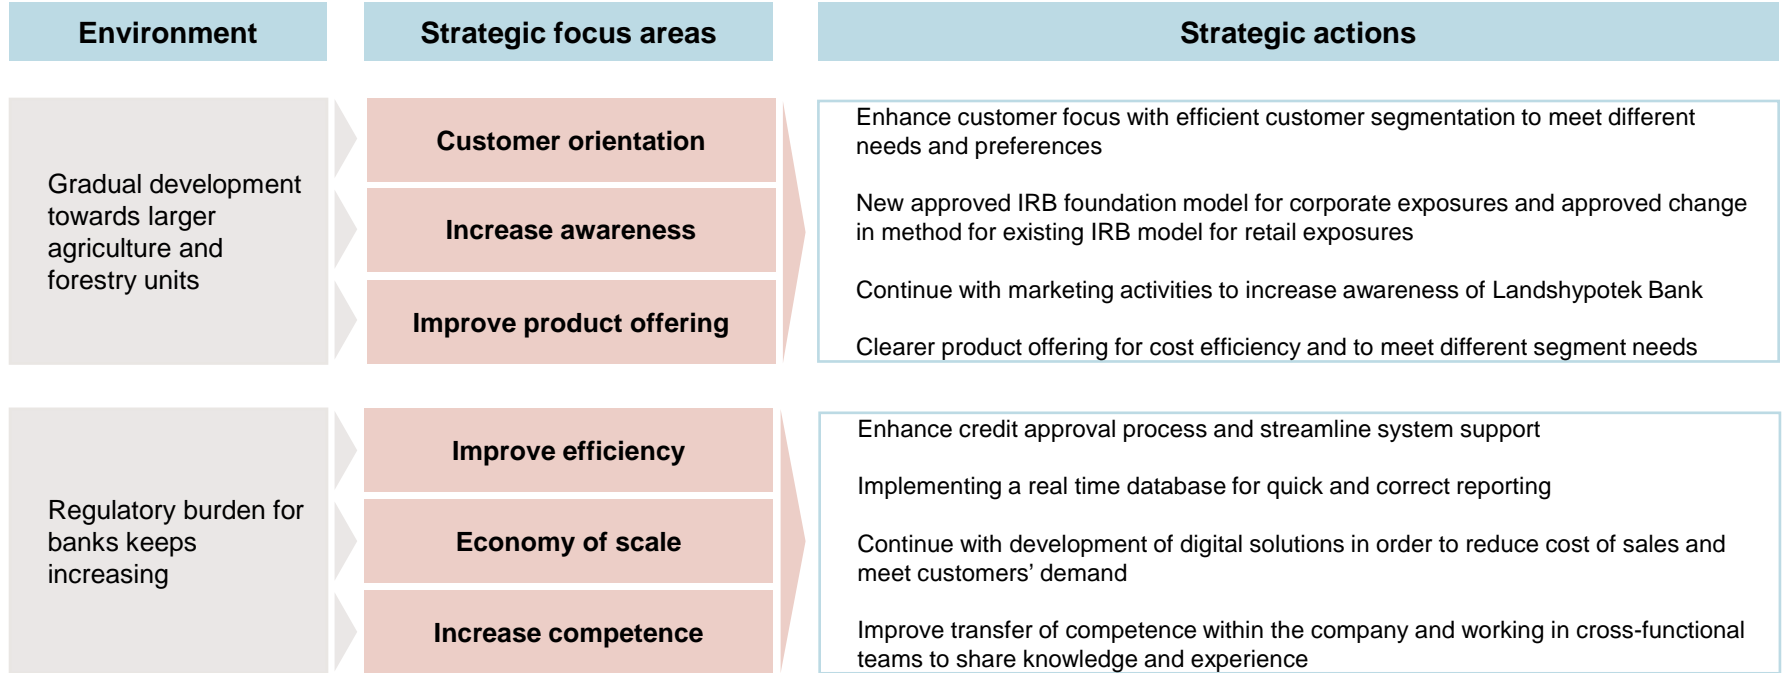 Environment
Strategic focus areas
Strategic actions
Gradual development
towards larger
agriculture and
forestry units
Customer orientation
Increase awareness
Improve product offering
Enhance customer focus with efficient customer segmentation to meet different
needs and preferences
New approved IRB foundation model for corporate exposures and approved change
in method for existing IRB model for retail exposures
Continue with marketing activities to increase awareness of Landshypotek Bank
Clearer product offering for cost efficiency and to meet different segment needs
Regulatory burden for
banks keeps
increasing
Improve efficiency
Economy of scale
Increase competence
Enhance credit approval process and streamline system support
Implementing a real time database for quick and correct reporting
Continue with development of digital solutions in order to reduce cost of sales and
meet customers’ demand
Improve transfer of competence within the company and working in cross-functional
teams to share knowledge and experience